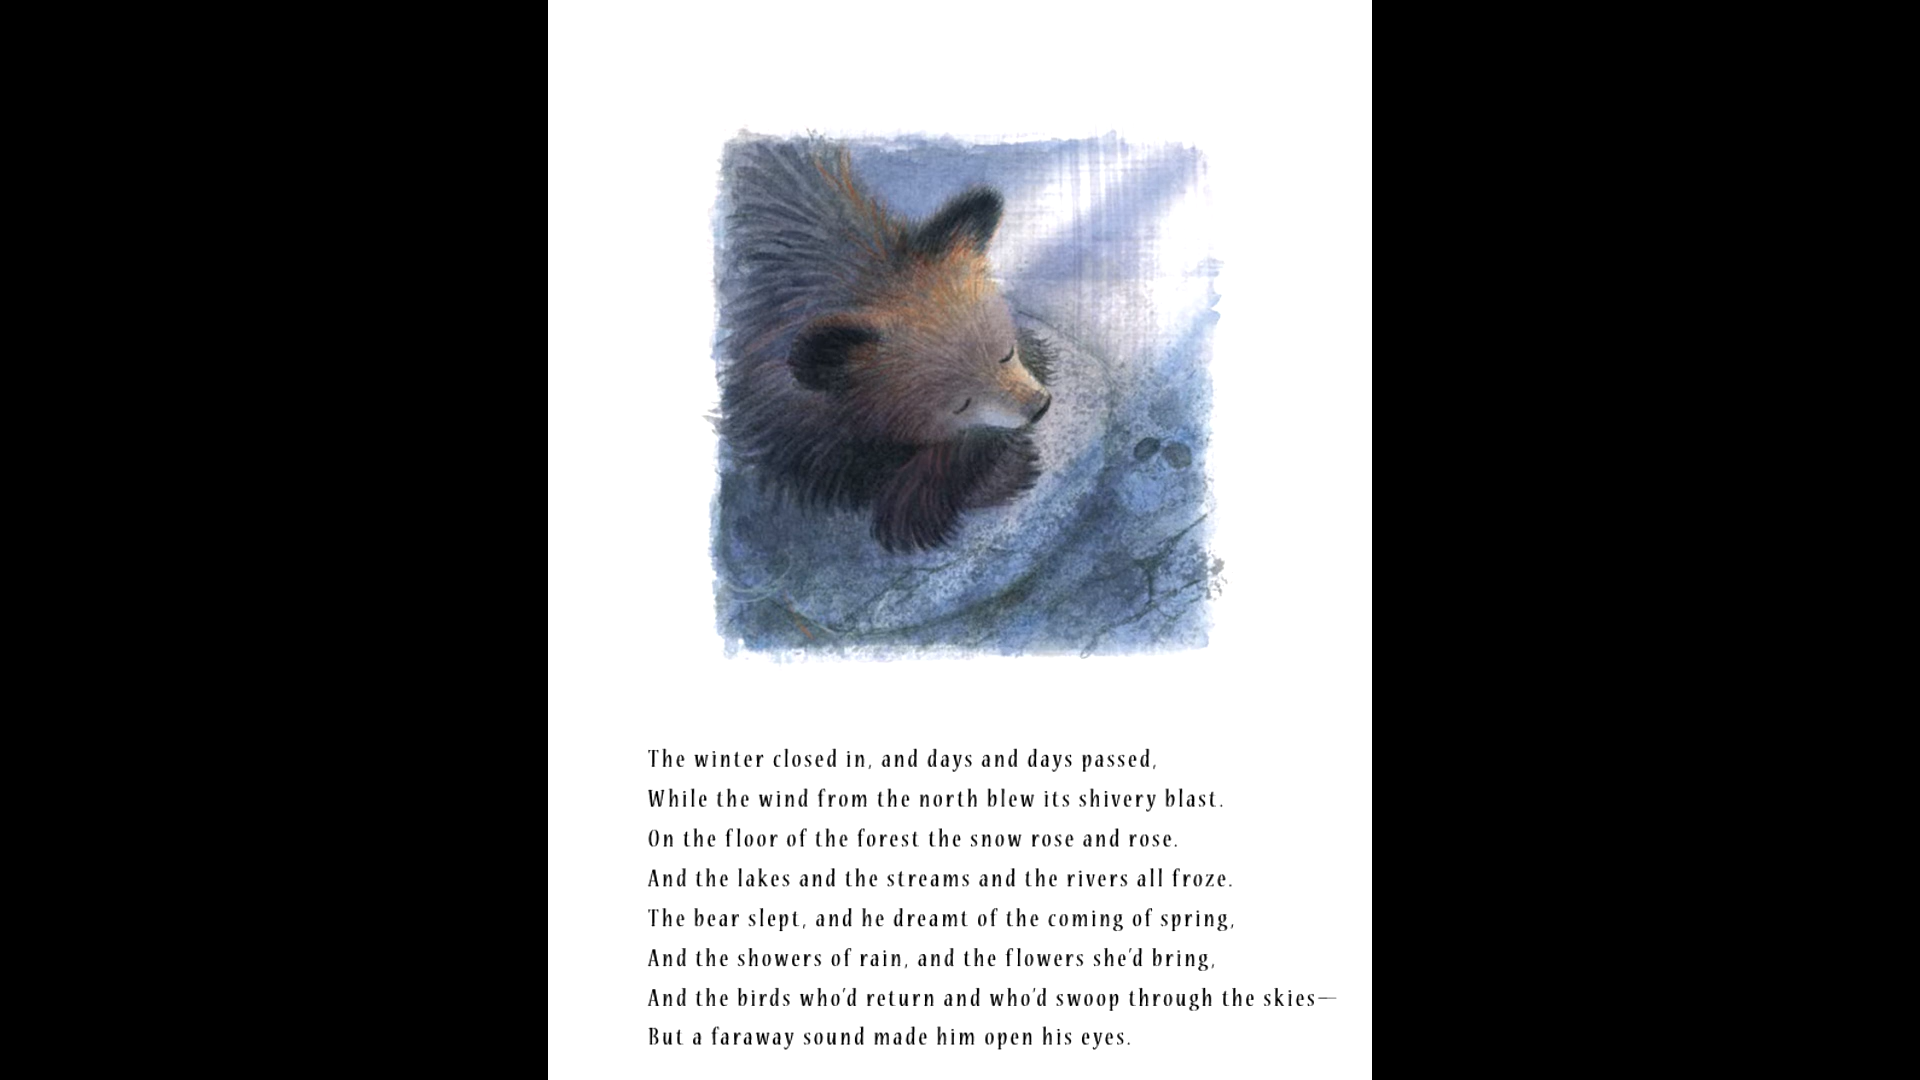 The winter closed in, and days and days passed,
While the wind from the north blew its shivery blast.
On the floor of the forest the snow rose and rose.
And the lakes and the streams and the rivers all froze.
The bear slept, and he dreamt of the coming of spring,
And the showers of rain, and the flowers she'd bring,
And the birds who'd return and who'd swoop through the skies—
But a faraway sound made him open his eyes.